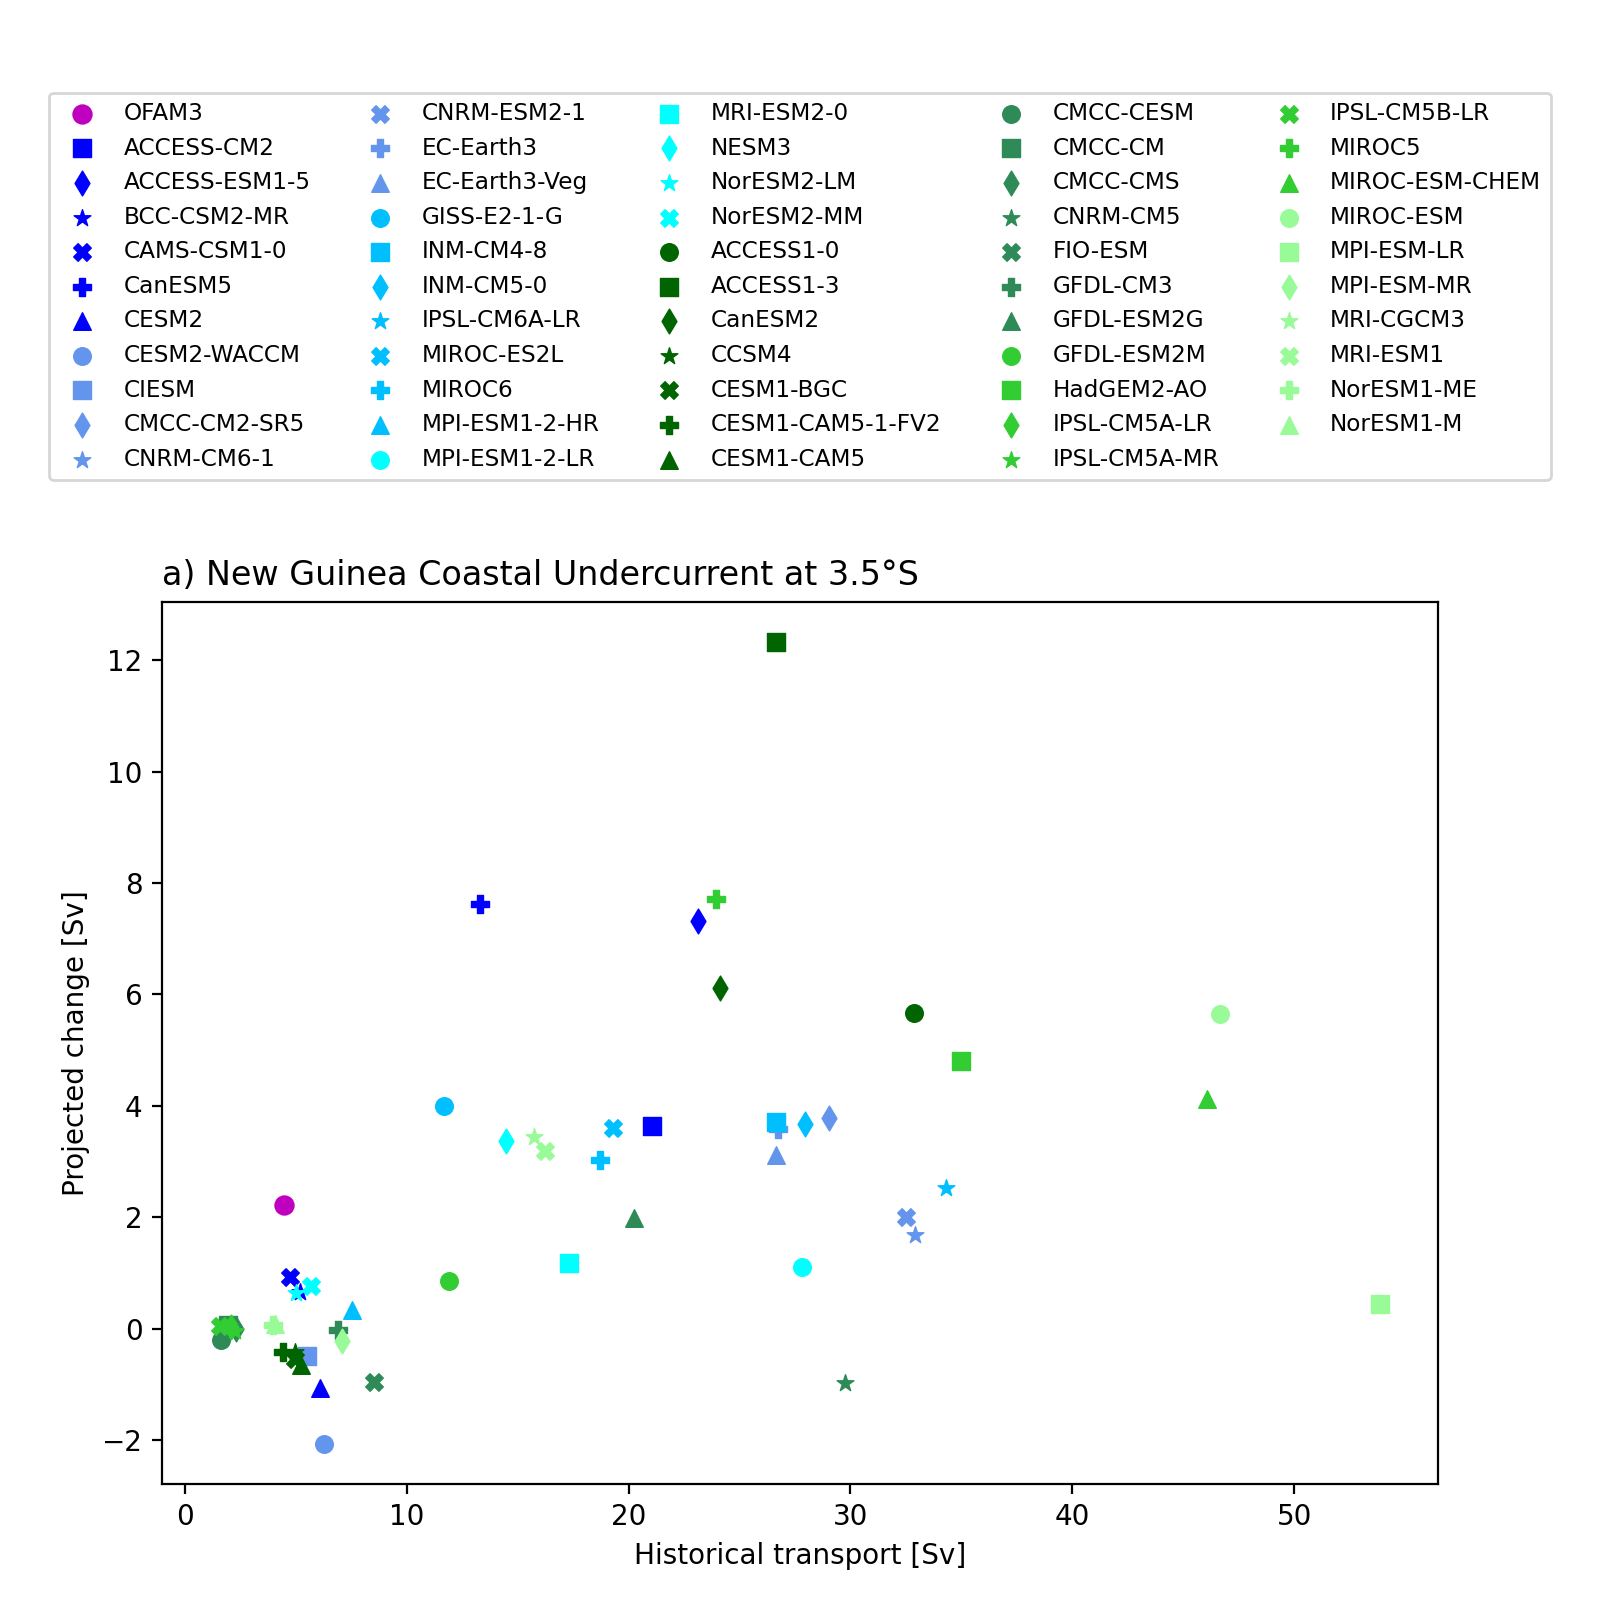 OFAM3
ACCESS-CM2
ACCESS-ESM1-5
BCC-CSM2-MR
CAMS-CSM1-0
CanESM5
CESM2
CESM2-WACCM
CIESM
CMCC-CM2-SR5
CNRM-CM6-1
CNRM-ESM2-1
EC-Earth3
EC-Earth3-Veg
GISS-E2-1-G
INM-CM4-8
INM-CM5-0
IPSL-CM6A-LR
MIROC-ES2L
MIROC6
MPI-ESM1-2-HR
MPI-ESM1-2-LR
MRI-ESM2-0
NESM3
NorESM2-LM
NorESM2-MM
ACCESS1-0
ACCESS1-3
CanESM2
CCSM4
CESM1-BGC
CESM1-CAM5-1-FV2
CESM1-CAM5
CMCC-CESM
CMCC-CM
CMCC-CMS
CNRM-CM5
FIO-ESM
GFDL-CM3
GFDL-ESM2G
GFDL-ESM2M
HadGEM2-AO
IPSL-CM5A-LR
IPSL-CM5A-MR
IPSL-CM5B-LR
MIROC5
MIROC-ESM-CHEM
MIROC-ESM
MPI-ESM-LR
MPI-ESM-MR
MRI-CGCM3
MRI-ESM1
NorESM1-ME
NorESM1-M
a) New Guinea Coastal Undercurrent at 3.5°S
Projected change [Sv]
12
10
8
6
4
2
0
−2
0 10 20 30 40 50
Historical transport [Sv]